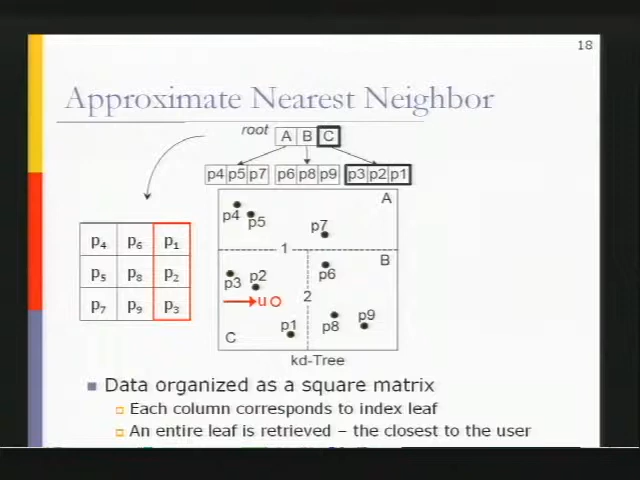 18
Approximate Nearest Neighbor
root A B C
p4 p5 p7 p6 p8 p9 p3 p2 p1
A
p4 p5 p7
1
B
p4 p6 p1
p5 p8 p2
p7 p9 p3
p3 p2 p6
u
2
p1 p8 p9
C
kd-Tree
Data organized as a square matrix
Each column corresponds to index leaf
An entire leaf is retrieved – the closest to the user